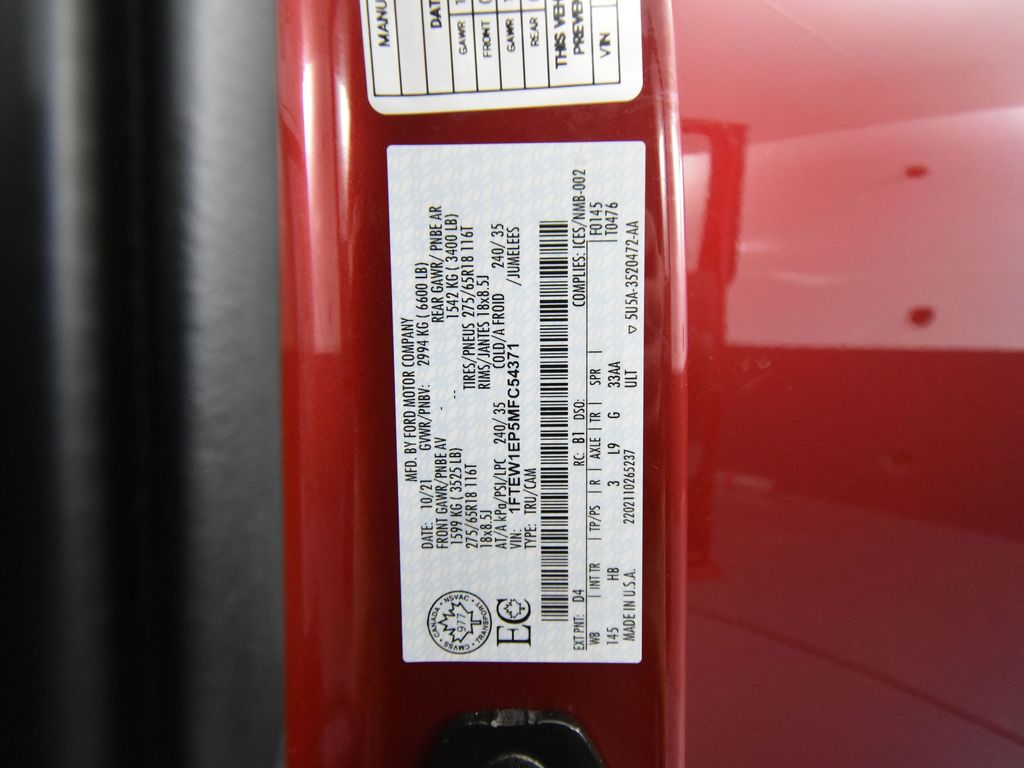 MANU
DAT
GAWR
FRONT
GAWR
REAR
THIS VEH
PREVEN
VIN
MFD. BY FORD MOTOR COMPANY
DATE: 10/21 GVWR/PNBV: 2994 KG ( 6600 LB)
FRONT GAWR/PNBE AV REAR GAWR/ PNBE AR
1599 KG ( 3525 LB) 1542 KG ( 3400 LB)
275/65R18 116T TIRES/PNEUS 275/65R18 116T
18x8.5J RIMS/JANTES 18x8.5J
AT/A kPa/PSI/LPC 240/ 35 COLD/A FROID 240/ 35
VIN: 1FTEW1EP5MFC54371 /JUMELEES
TYPE: TRU/CAM
CANADA · NSVAC · TRANSPORT · CMVSS
977
EC
EXT PNT: D4 RC: B1 DSO: COMPLIES: ICES/NMB-002
WB | INT TR | TP/PS | R | AXLE | TR | SPR | F0145
145 HB 3 L9 G 33AA T0476
MADE IN U.S.A. 2202110265237 ULT ▽ 5U5A-3520472-AA